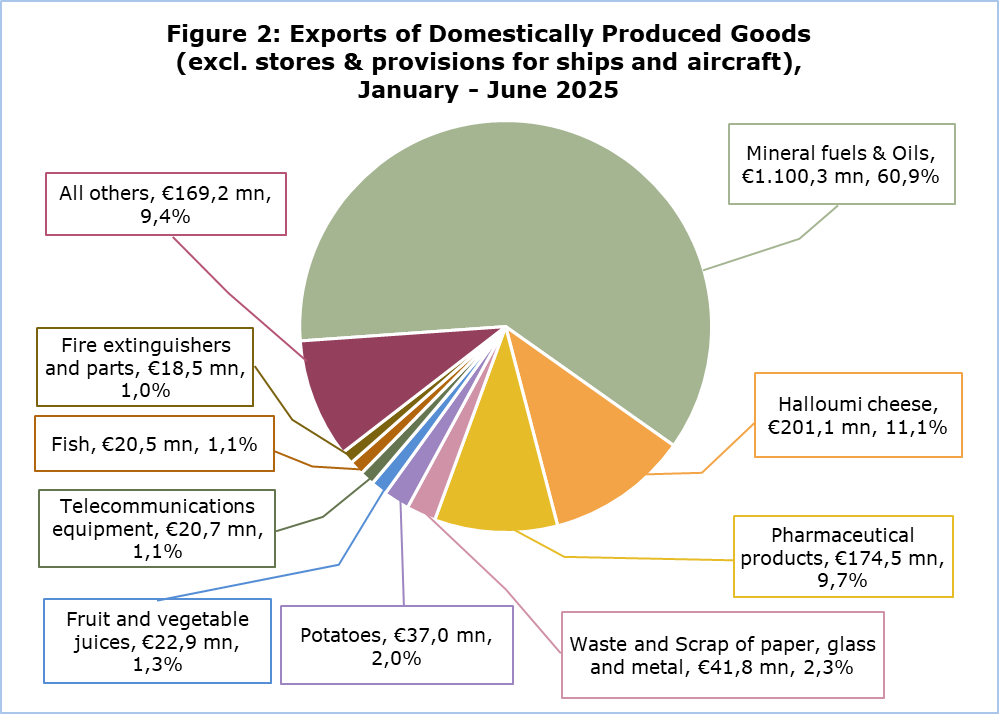 Figure 2: Exports of Domestically Produced Goods
(excl. stores & provisions for ships and aircraft),
January - June 2025
Mineral fuels & Oils,
€1.100,3 mn, 60,9%
All others, €169,2 mn,
9,4%
Fire extinguishers
and parts, €18,5 mn,
1,0%
Halloumi cheese,
€201,1 mn, 11,1%
Fish, €20,5 mn, 1,1%
Telecommunications
equipment, €20,7 mn,
1,1%
Pharmaceutical
products, €174,5 mn,
9,7%
Fruit and vegetable
juices, €22,9 mn,
1,3%
Potatoes, €37,0 mn,
2,0%
Waste and Scrap of paper, glass
and metal, €41,8 mn, 2,3%